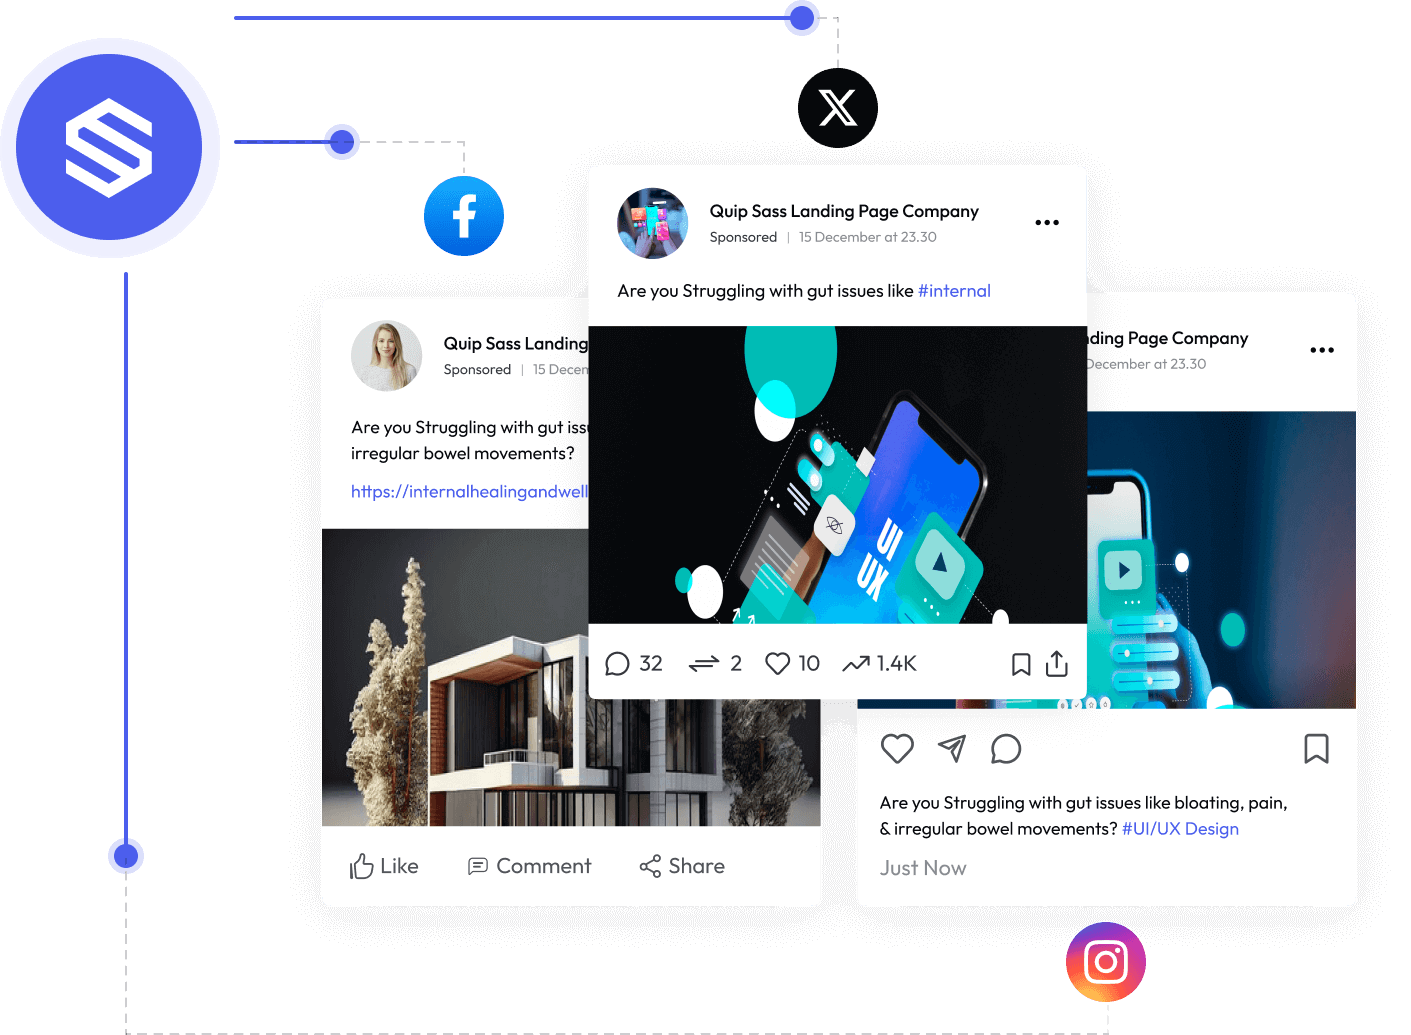 Quip Sass Landing Page Company
Sponsored | 15 December at 23.30
Are you Struggling with gut issues like #internal
UI
UX
32 2 10 1.4K
Quip Sass Landing
Sponsored | 15 Decem
Are you Struggling with gut issu
irregular bowel movements?
https://internalhealingandwell
Like Comment Share
nding Page Company
December at 23.30
Are you Struggling with gut issues like bloating, pain,
& irregular bowel movements? #UI/UX Design
Just Now